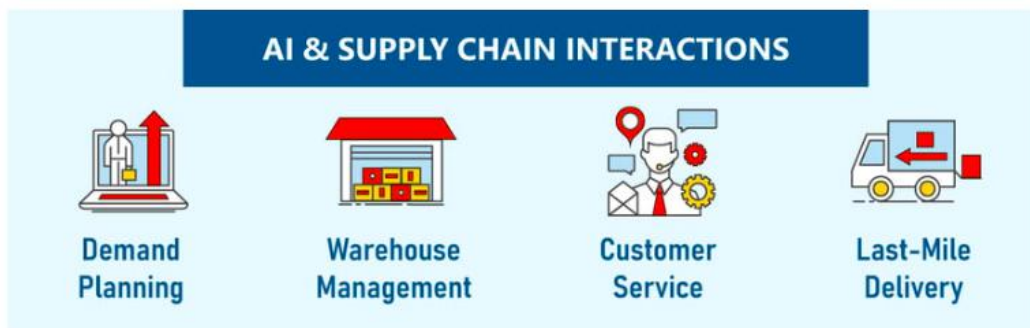 AI & SUPPLY CHAIN INTERACTIONS
Demand
Planning
Warehouse
Management
Customer
Service
Last-Mile
Delivery